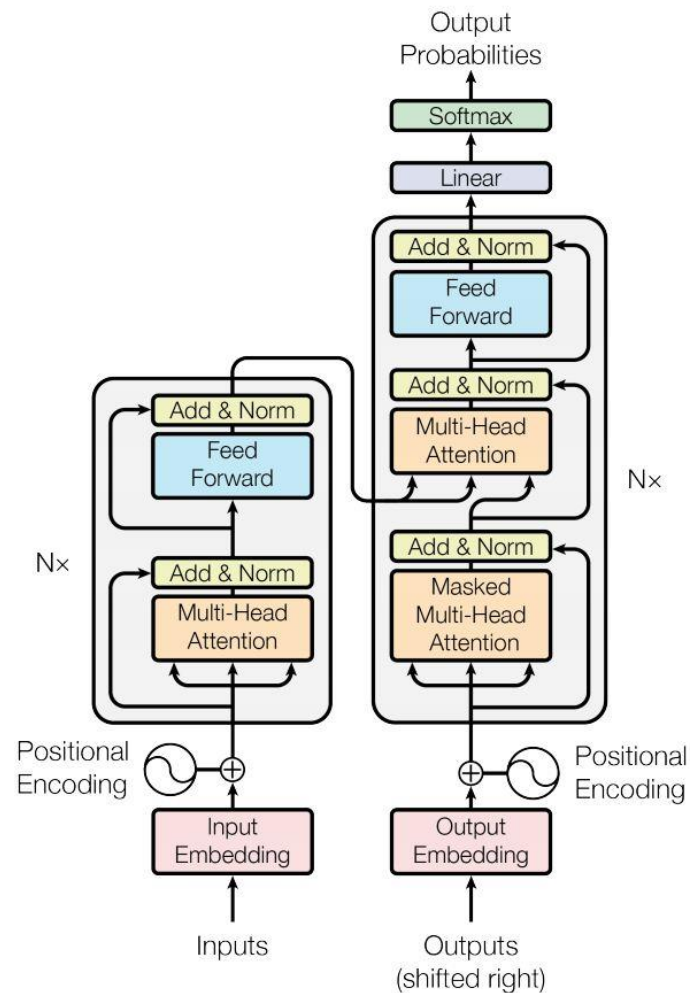 Output
Probabilities
Softmax
Linear
Add & Norm
Feed
Forward
Add & Norm
Multi-Head
Attention
Add & Norm
Masked
Multi-Head
Attention
N×
Add & Norm
Feed
Forward
Add & Norm
Multi-Head
Attention
N×
Positional
Encoding
Positional
Encoding
Input
Embedding
Output
Embedding
Inputs
Outputs
(shifted right)